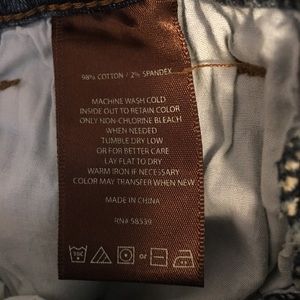 98% COTTON / 2% SPANDEX
MACHINE WASH COLD
INSIDE OUT TO RETAIN COLOR
ONLY NON-CHLORINE BLEACH
WHEN NEEDED
TUMBLE DRY LOW
OR FOR BETTER CARE
LAY FLAT TO DRY
WARM IRON IF NECESSARY
COLOR MAY TRANSFER WHEN NEW
MADE IN CHINA
RN# 58539
or